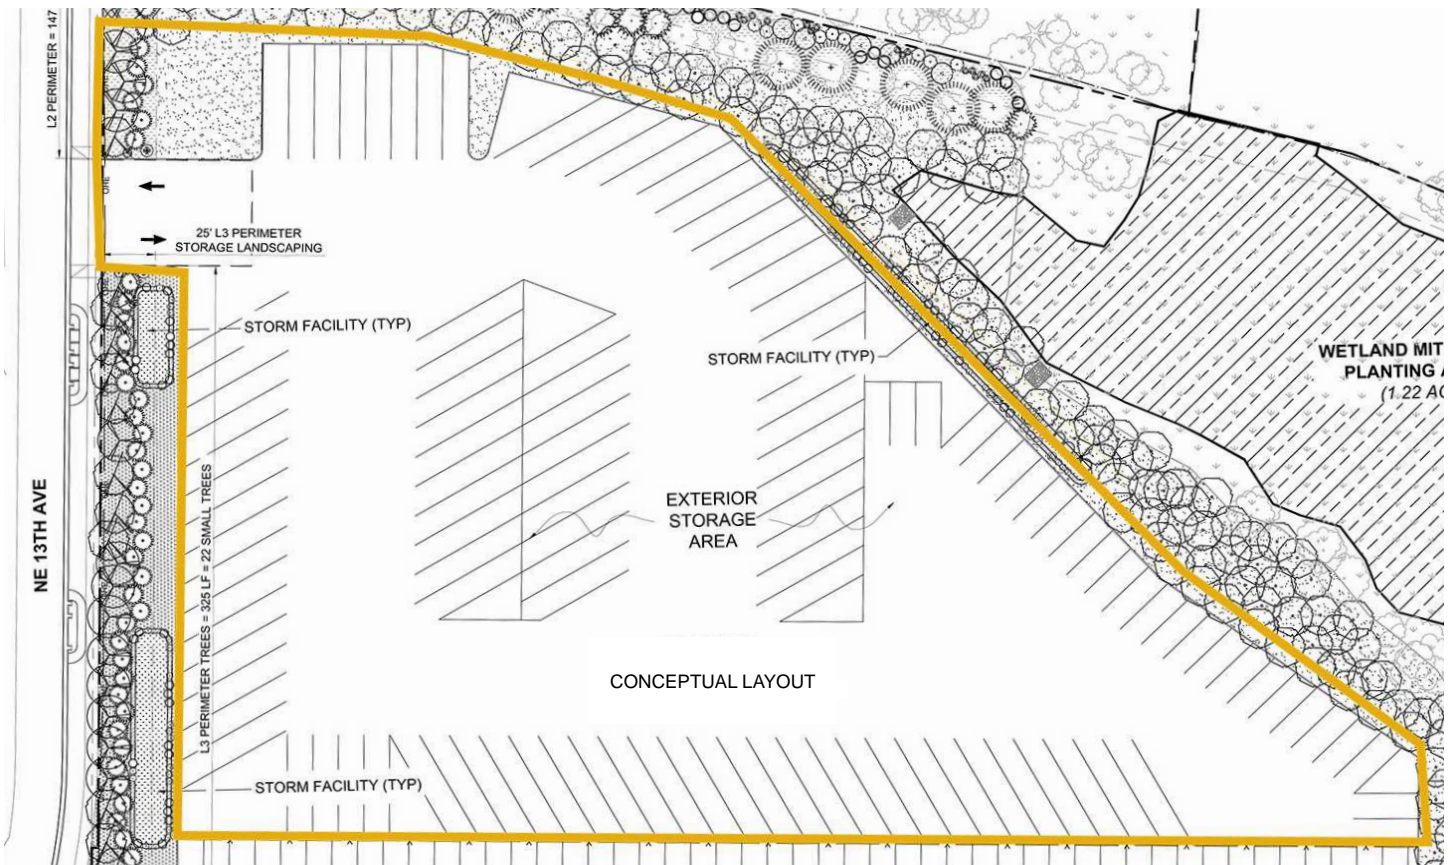 L2 PERIMETER = 147
25' L3 PERIMETER
STORAGE LANDSCAPING
STORM FACILITY (TYP)
STORM FACILITY (TYP)
WETLAND MIT
PLANTING
(1.22 AC
NE 13TH AVE
L3 PERIMETER TREES = 325 LF = 22 SMALL TREES
EXTERIOR
STORAGE
AREA
CONCEPTUAL LAYOUT
STORM FACILITY (TYP)